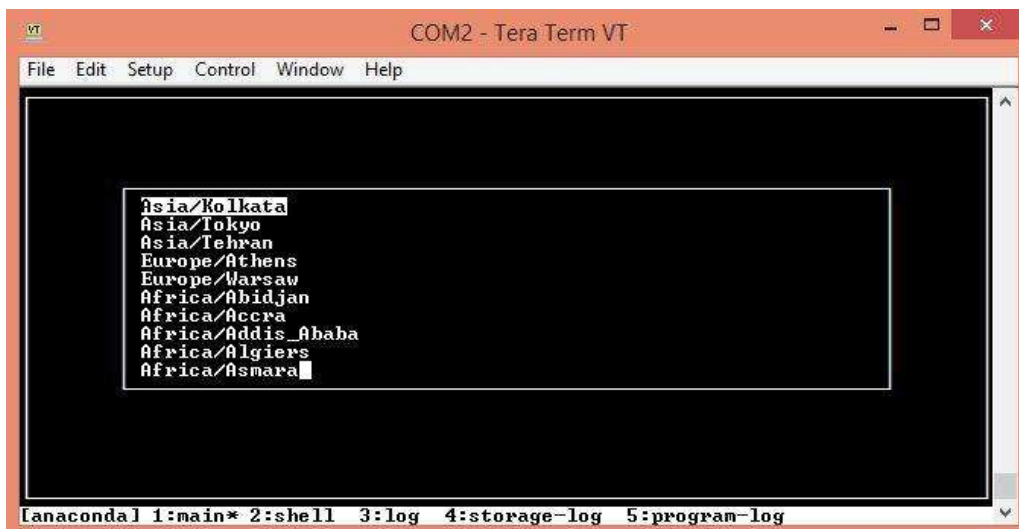 VT
COM2 - Tera Term VT
File Edit Setup Control Window Help
Asia/Kolkata
Asia/Tokyo
Asia/Tehran
Europe/Athens
Europe/Warsaw
Africa/Abidjan
Africa/Accra
Africa/Addis_Ababa
Africa/Algiers
Africa/Asmara
[anaconda] 1:main* 2:shell 3:log 4:storage-log 5:program-log